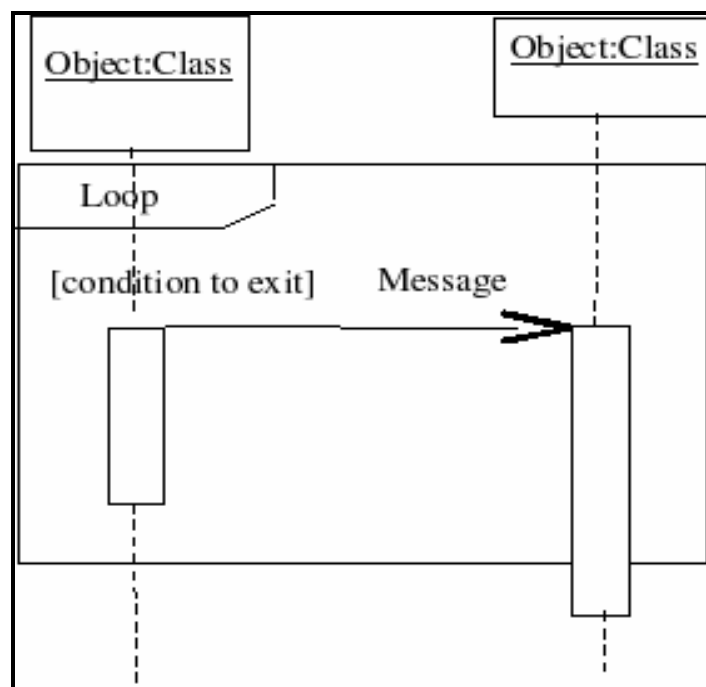 Object:Class
Object:Class
Loop
[condition to exit]
Message